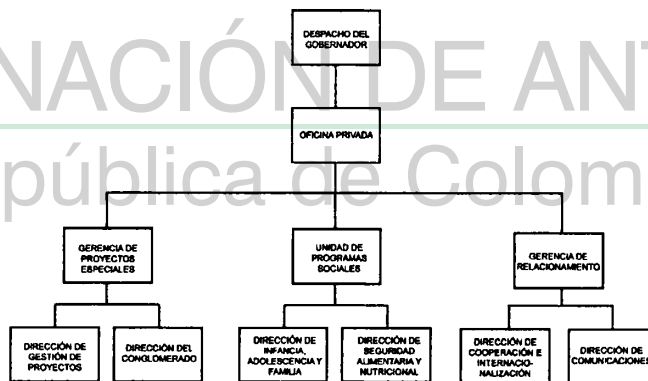 DESPACHO DEL
GOBERNADOR
NACIÓN DE ANT
OFICINA PRIVADA
pública de Colom
GERENCIA DE
PROYECTOS
ESPECIALES
UNIDAD DE
PROGRAMAS
SOCIALES
GERENCIA DE
RELACIONAMIENTO
DIRECCIÓN DE
GESTIÓN DE
PROYECTOS
DIRECCIÓN DEL
CONGLOMERADO
DIRECCIÓN DE
INFANCIA,
ADOLESCENCIA Y
FAMILIA
DIRECCIÓN DE
SEGURIDAD
ALIMENTARIA Y
NUTRICIONAL
DIRECCIÓN DE
COOPERACIÓN E
INTERNACIO-
NALIZACIÓN
DIRECCIÓN DE
COMUNICACIONES